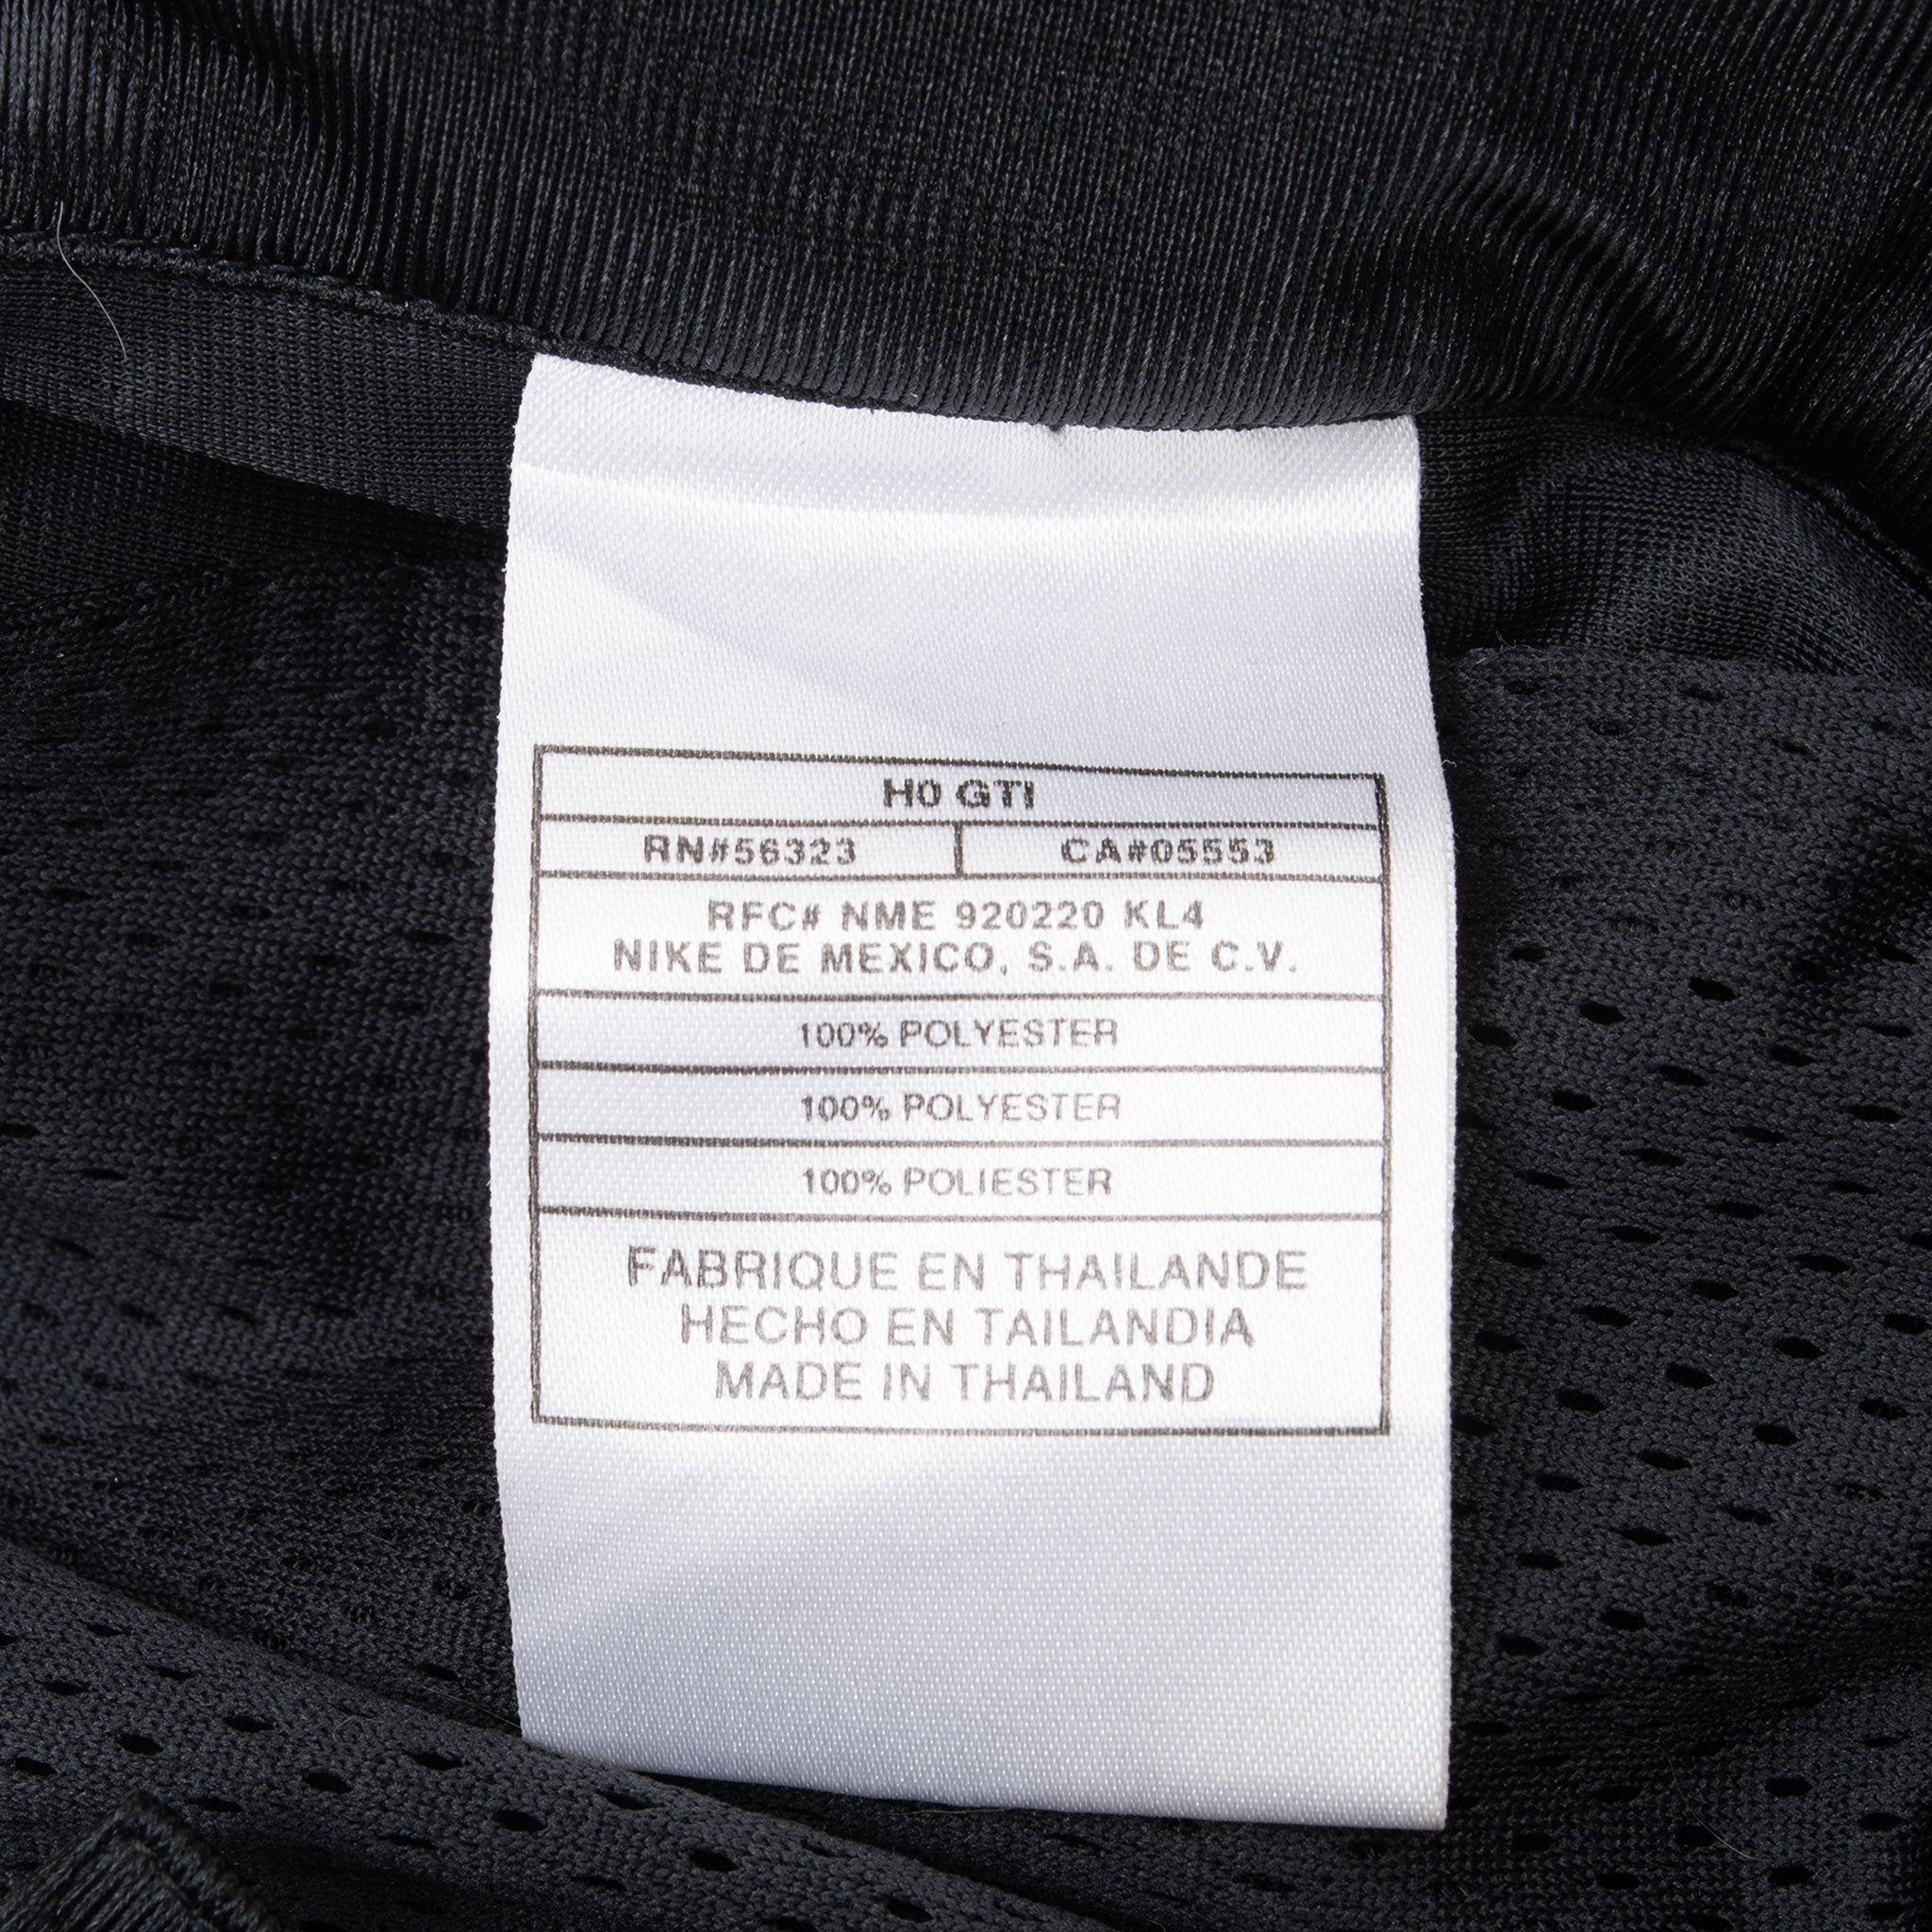 H0 GTI
RN#56323 CA#05553
RFC# NME 920220 KL4
NIKE DE MEXICO, S.A. DE C.V.
100% POLYESTER
100% POLYESTER
100% POLIESTER
FABRIQUE EN THAILANDE
HECHO EN TAILANDIA
MADE IN THAILAND